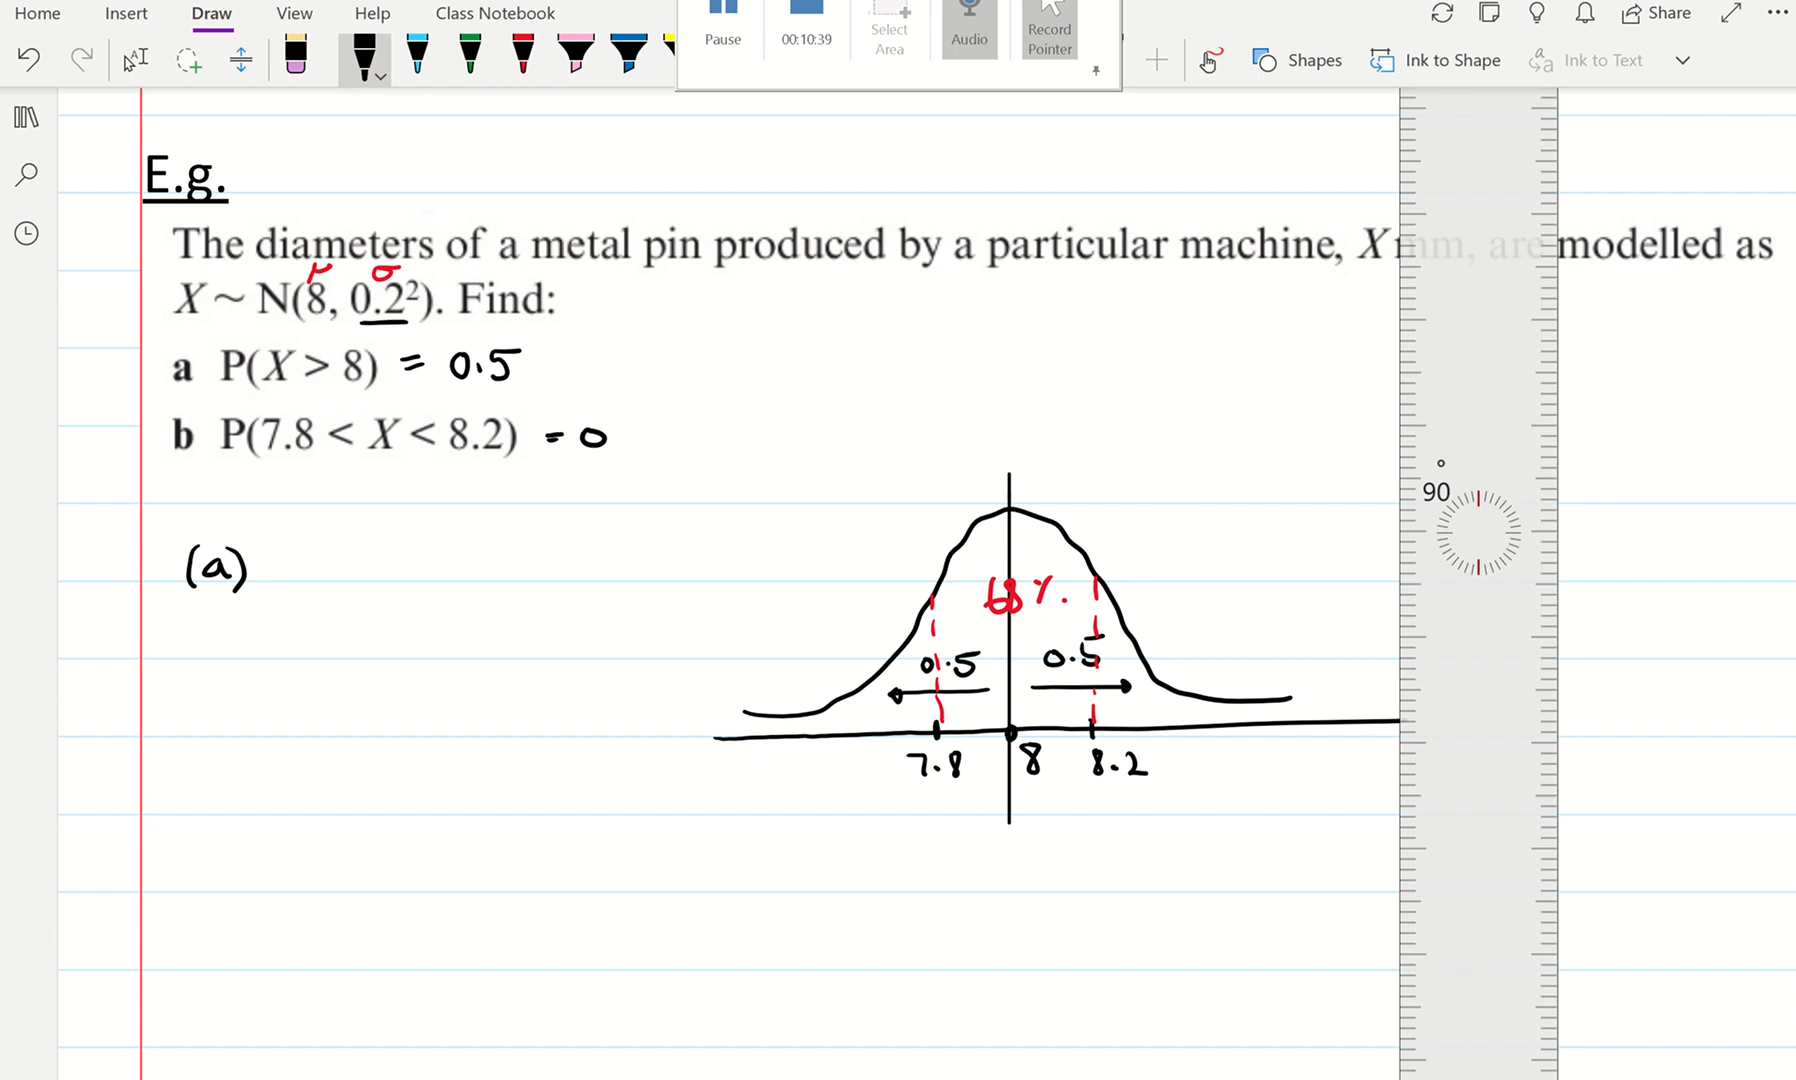 Home Insert Draw View Help Class Notebook
Pause 00:10:39 Select Area Audio Record Pointer
Share
Shapes Ink to Shape Ink to Text
E.g.
The diameters of a metal pin produced by a particular machine, X mm, are modelled as
μ σ
X ~ N(8, 0.2²). Find:
a P(X > 8) = 0.5
b P(7.8 < X < 8.2) = 0
90°
(a)
68%.
0.5 0.5
7.8 8 8.2